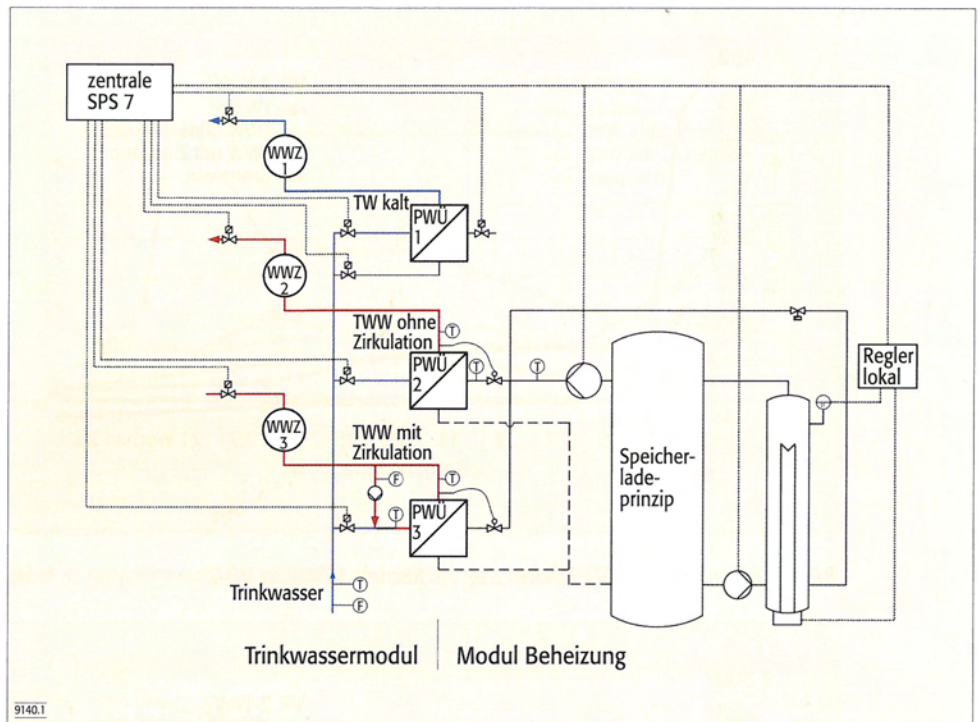 zentrale
SPS 7
WWZ
1
TW kalt
PWÜ
1
WWZ
2
TWW ohne
Zirkulation
T
PWÜ
2
T
T
Regler
lokal
WWZ
3
TWW mit
Zirkulation
F
T
T
PWÜ
3
Speicher-
lade-
prinzip
Trinkwasser
T
F
Trinkwassermodul
Modul Beheizung
9140.1